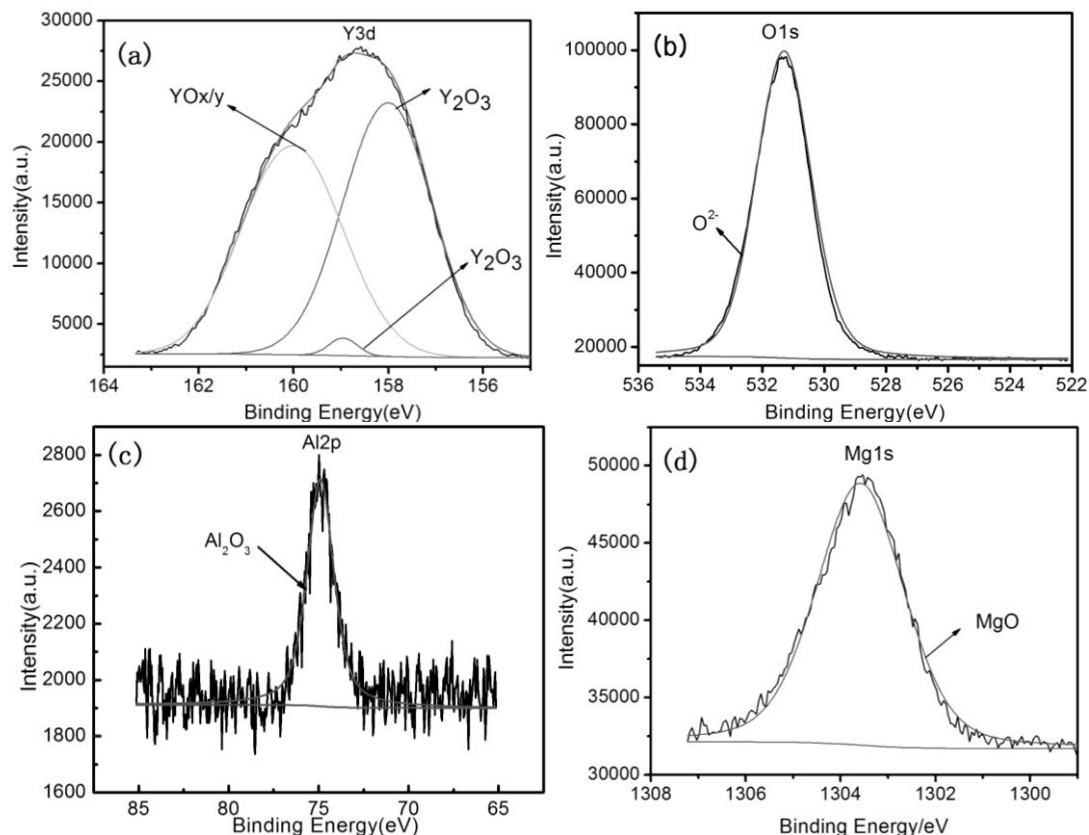 (a)
Y3d
YOx/y
Y₂O₃
Y₂O₃
Intensity(a.u.)
30000
25000
20000
15000
10000
5000
164
162
160
158
156
Binding Energy(eV)
(b)
O1s
O²⁻
Intensity(a.u.)
100000
80000
60000
40000
20000
536
534
532
530
528
526
524
522
Binding Energy(eV)
(c)
Al2p
Al₂O₃
Intensity(a.u.)
2800
2600
2400
2200
2000
1800
1600
85
80
75
70
65
Binding Energy(eV)
(d)
Mg1s
MgO
Intensity(a.u.)
50000
45000
40000
35000
30000
1308
1306
1304
1302
1300
Binding Energy/eV